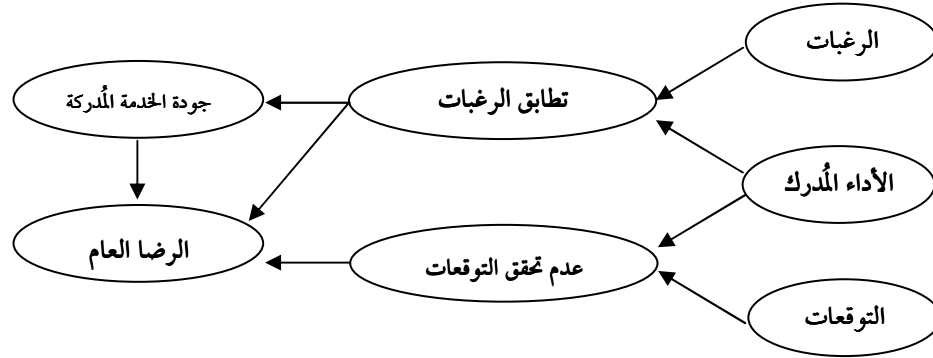 الرغبات
تطابق الرغبات
جودة الخدمة المُدركة
الأداء المُدرك
الرضا العام
عدم تحقق التوقعات
التوقعات